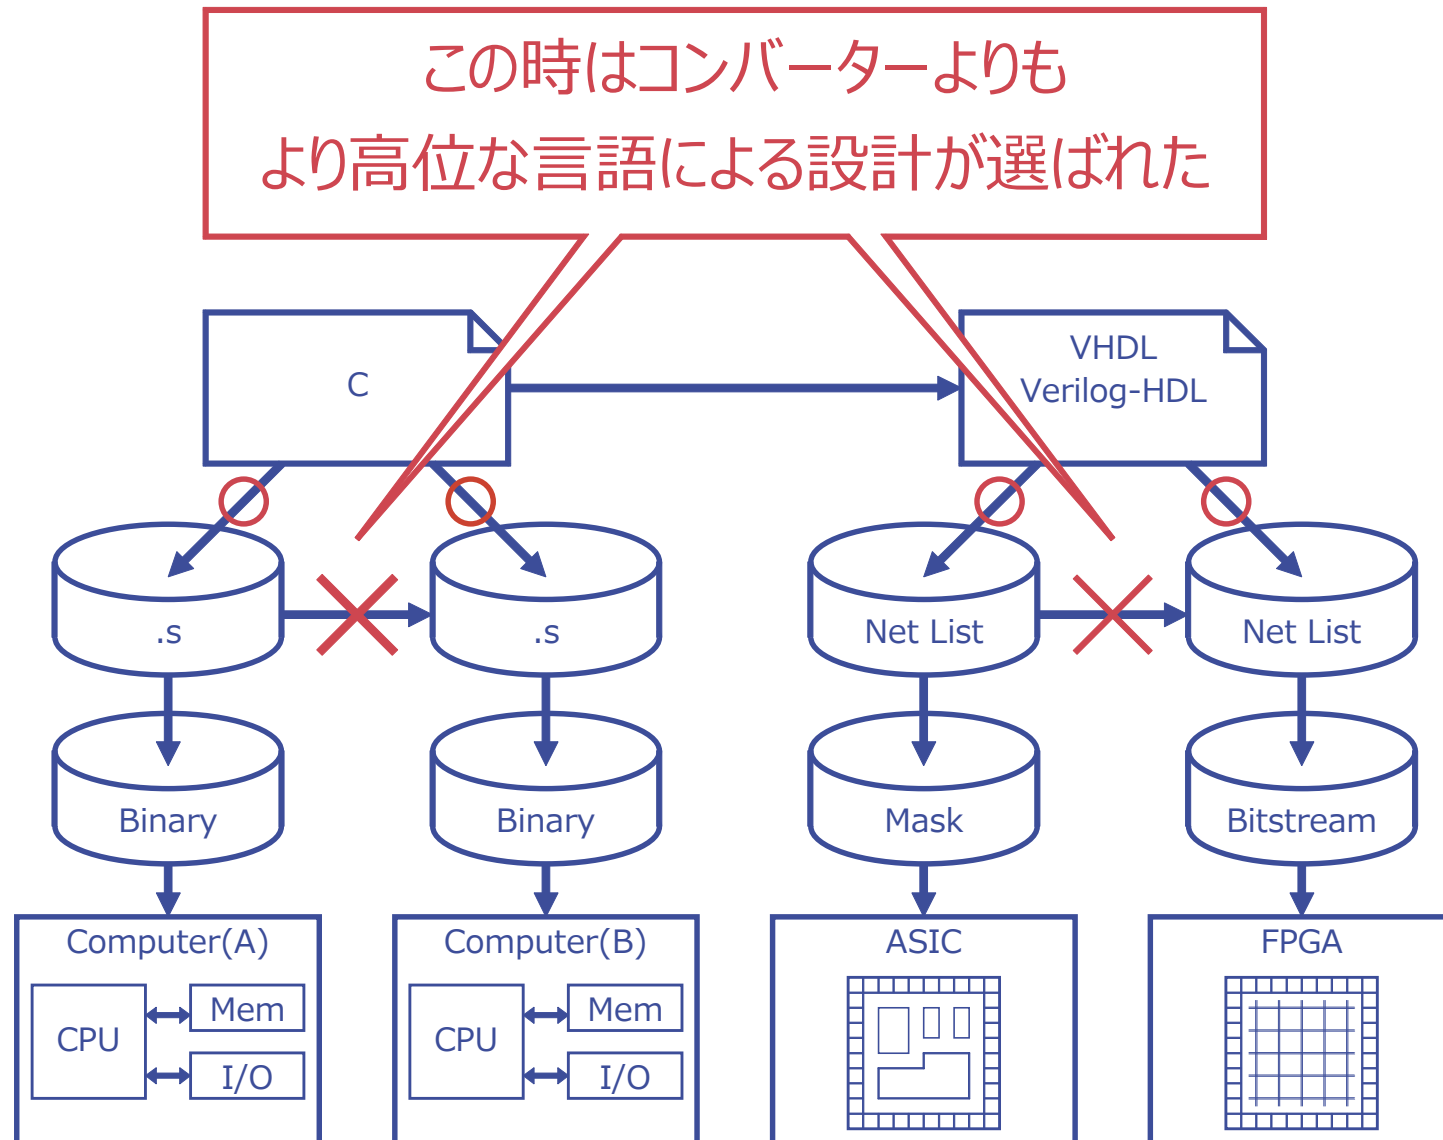 この時はコンバーターよりも
より高位な言語による設計が選ばれた
C
VHDL
Verilog-HDL
.s
.s
Net List
Net List
Binary
Binary
Mask
Bitstream
Computer(A)
Computer(B)
ASIC
FPGA
CPU
Mem
I/O
CPU
Mem
I/O